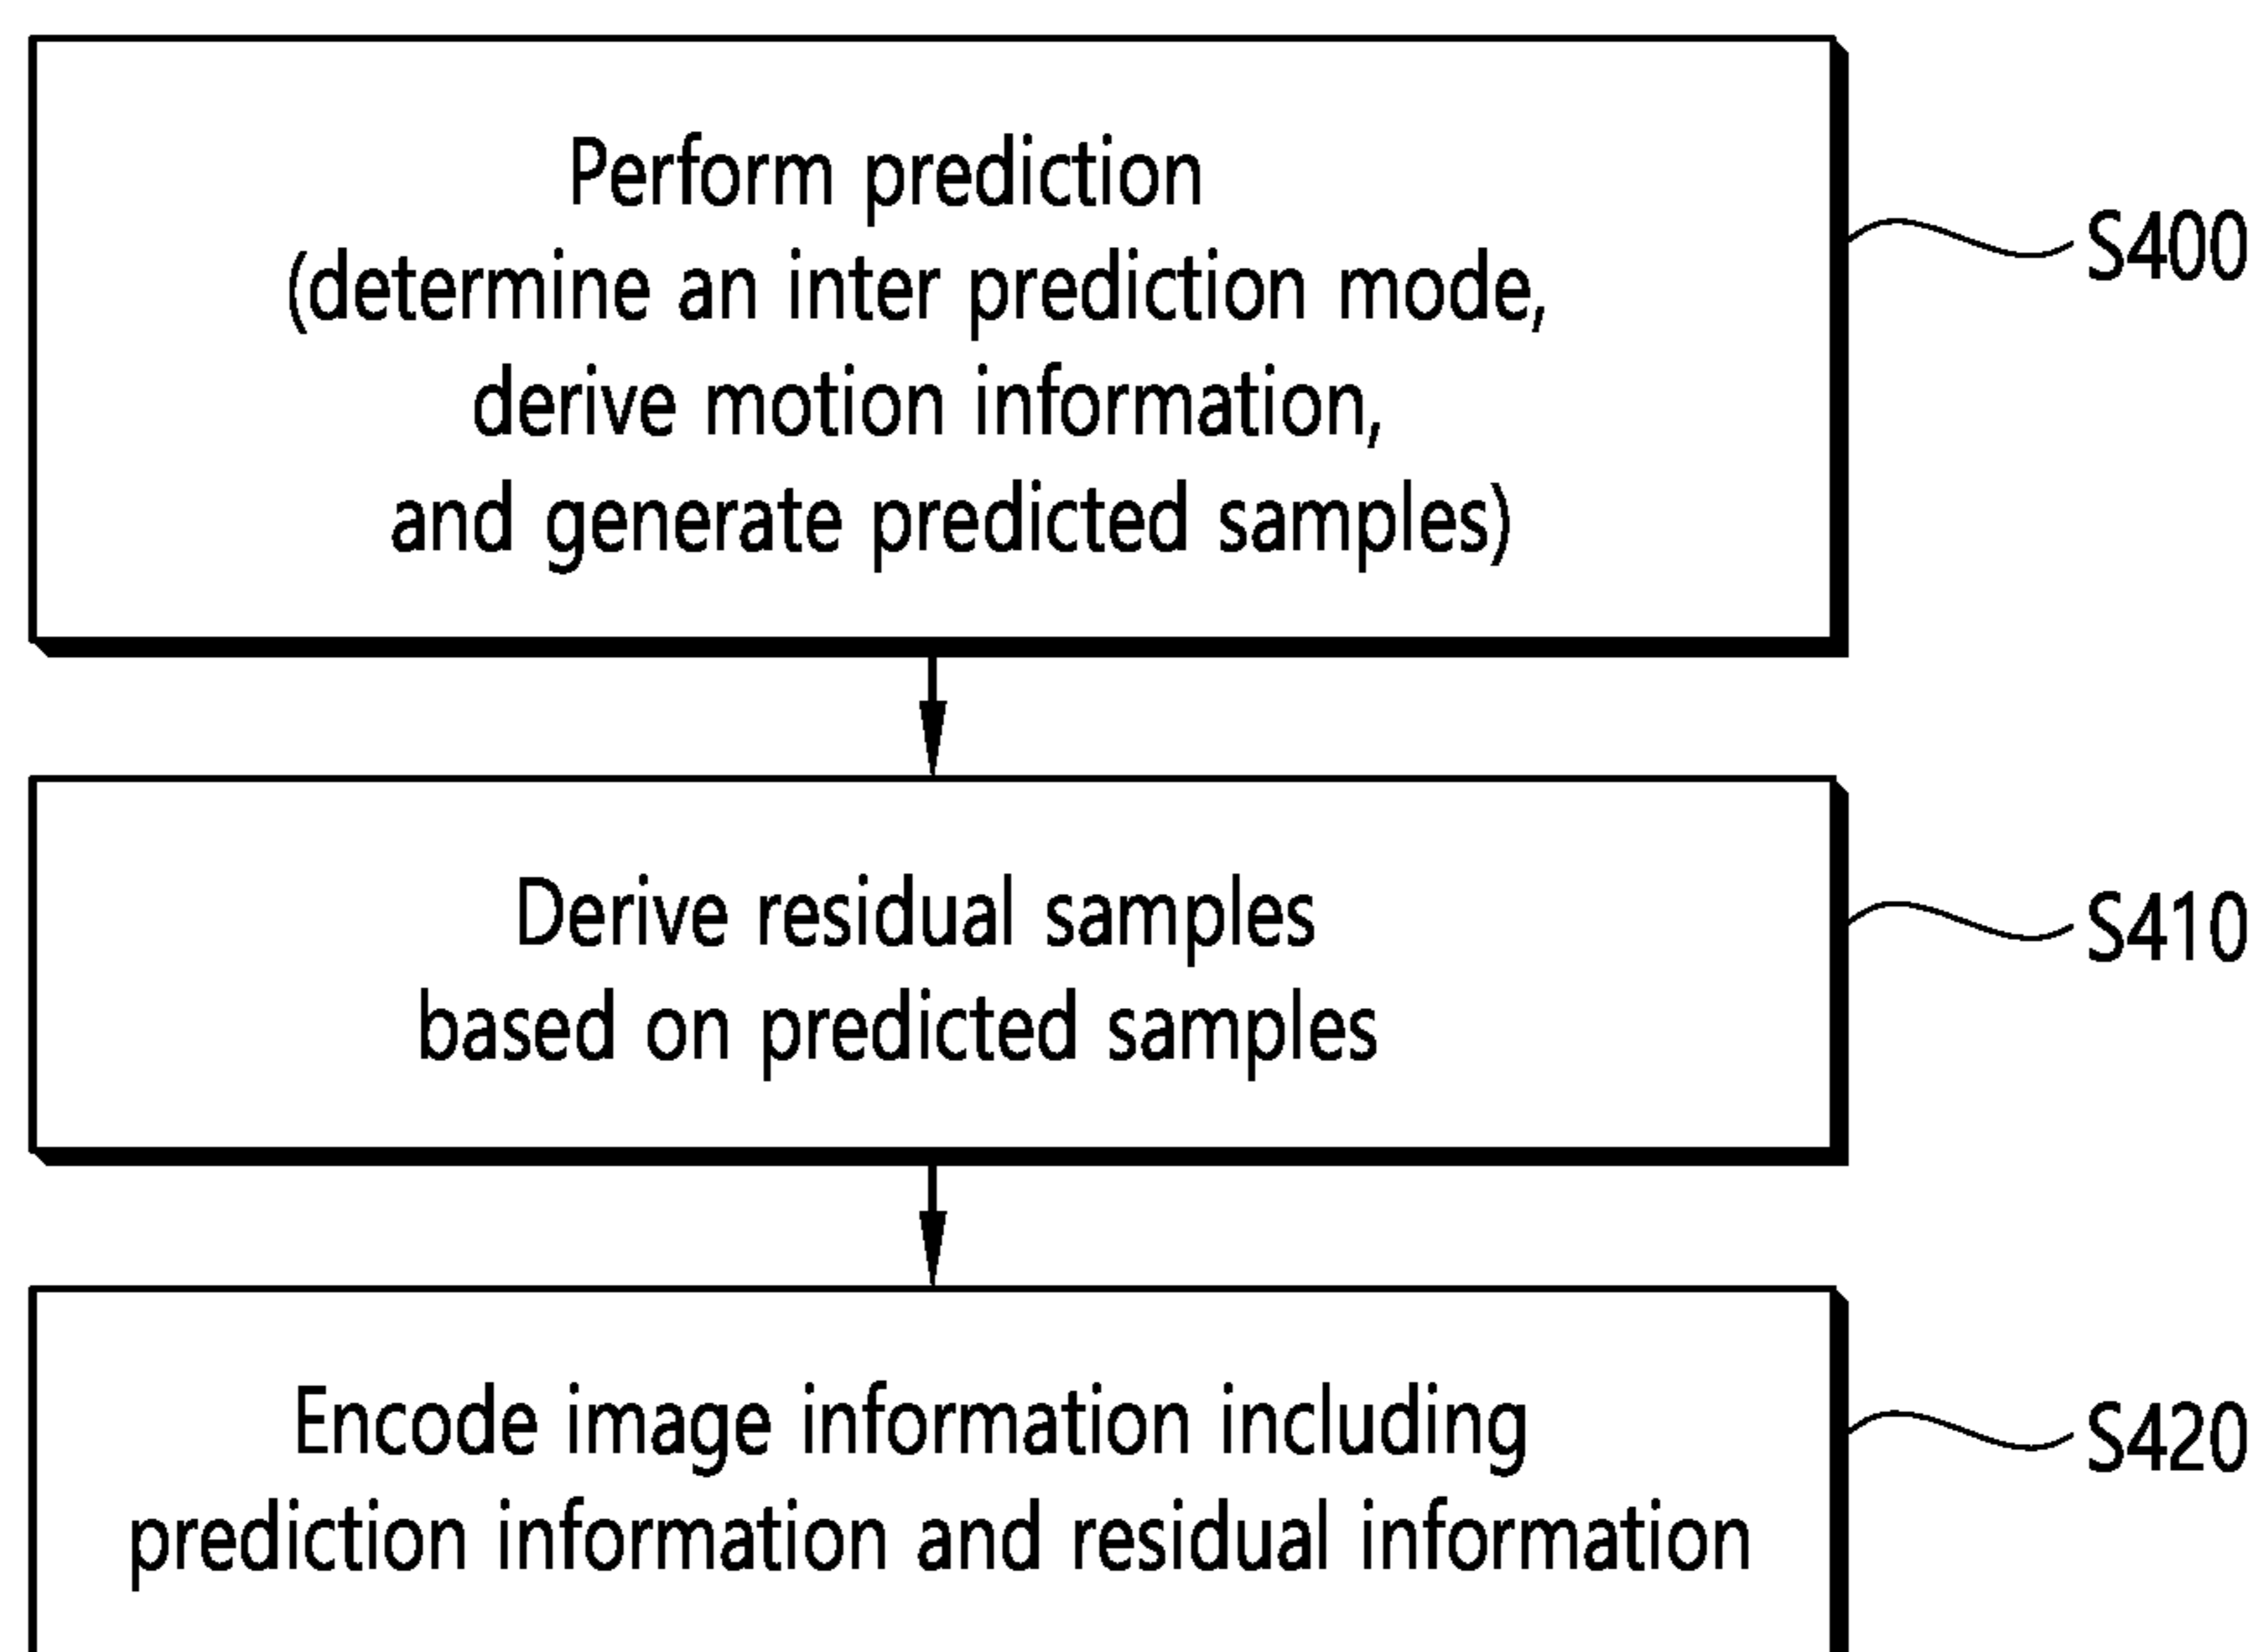 Perform prediction
(determine an inter prediction mode,
derive motion information,
and generate predicted samples)
S400
Derive residual samples
based on predicted samples
S410
Encode image information including
prediction information and residual information
S420